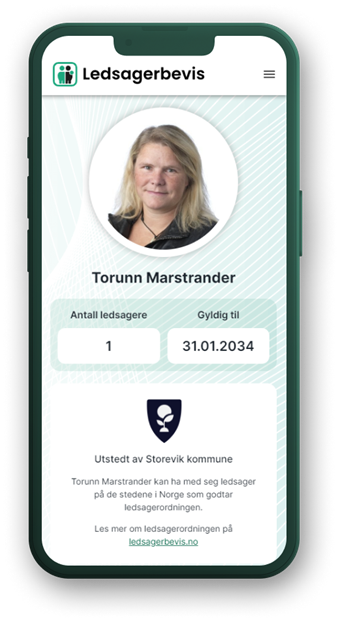 Ledsagerbevis
Torunn Marstrander
Antall ledsagere
Gyldig til
1
31.01.2034
Utstedt av Storevik kommune
Torunn Marstrander kan ha med seg ledsager
på de stedene i Norge som godtar
ledsagerordningen.
Les mer om ledsagerordningen på
ledsagerbevis.no